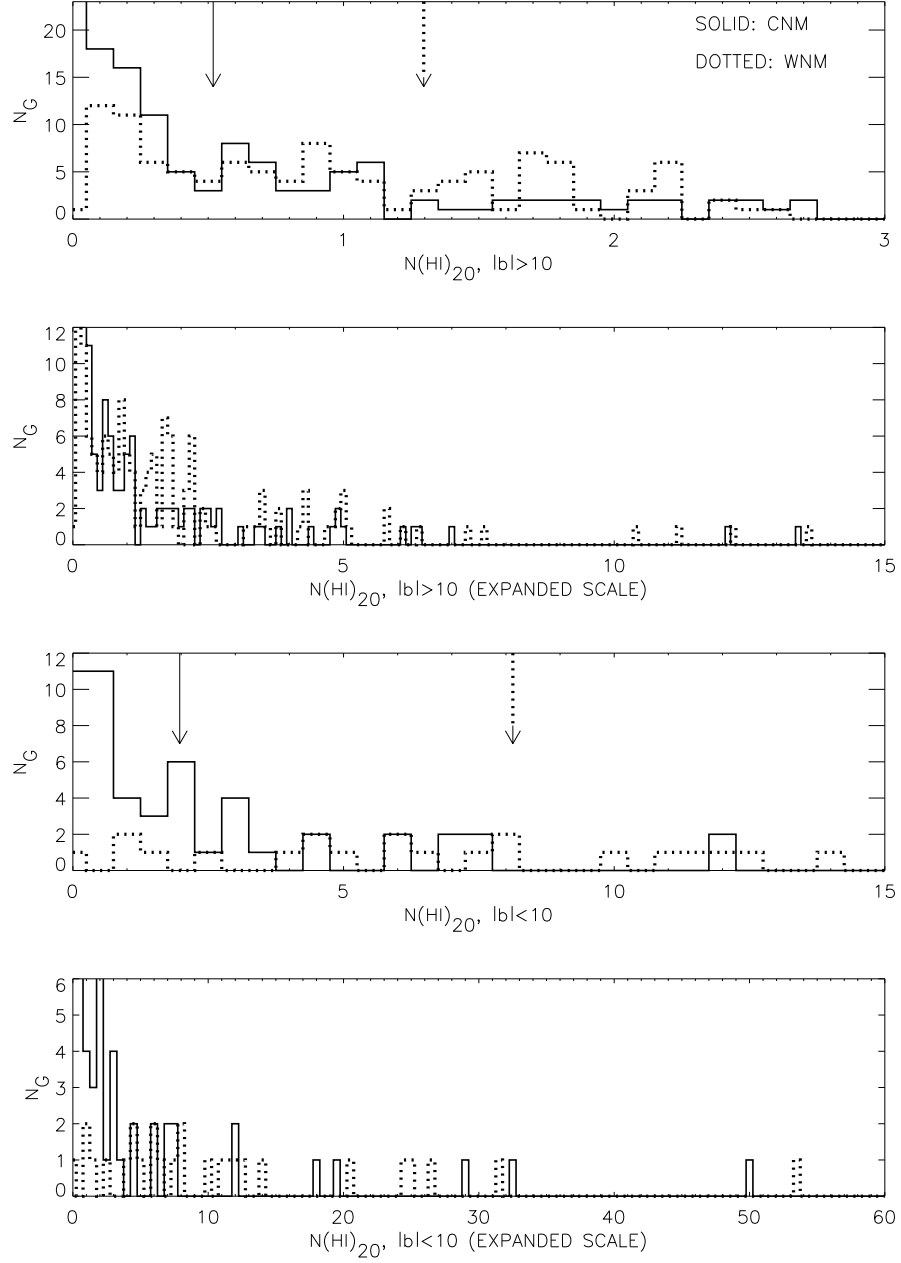 SOLID: CNM
DOTTED: WNM
20
15
10
5
0
N_G
0 1 2 3
N(HI)_20, |b|>10
12
10
8
6
4
2
0
N_G
0 5 10 15
N(HI)_20, |b|>10 (EXPANDED SCALE)
12
10
8
6
4
2
0
N_G
0 5 10 15
N(HI)_20, |b|<10
6
5
4
3
2
1
0
N_G
0 10 20 30 40 50 60
N(HI)_20, |b|<10 (EXPANDED SCALE)